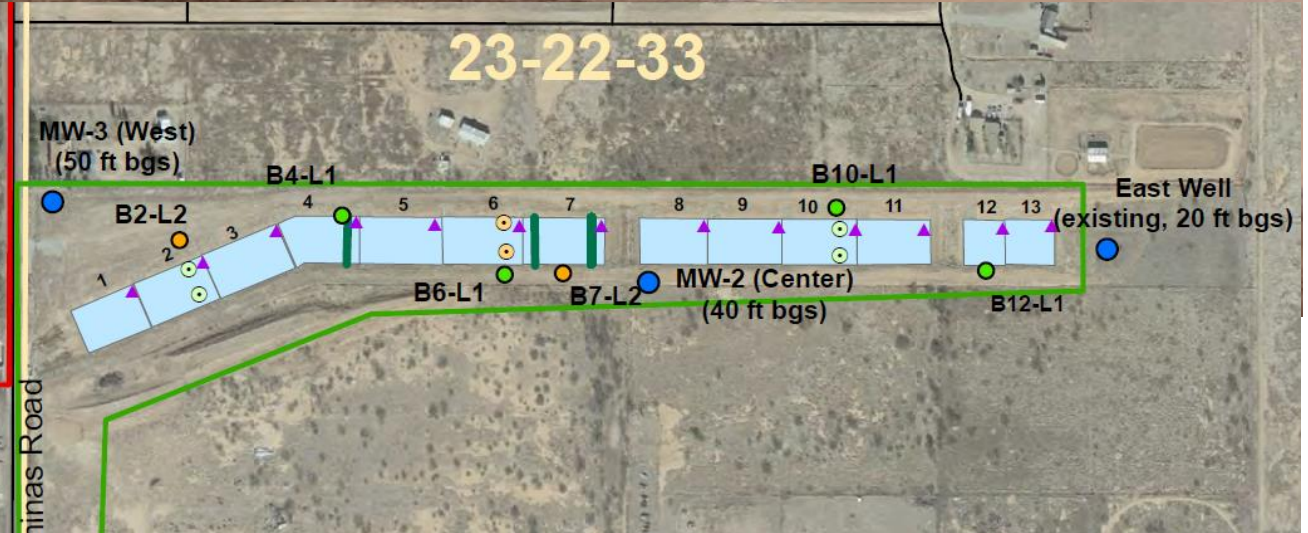 23-22-33
MW-3 (West)
(50 ft bgs)
B4-L1
B10-L1
East Well
(existing, 20 ft bgs)
B2-L2
1
2
3
4
5
6
7
8
9
10
11
12
13
B6-L1
B7-L2
MW-2 (Center)
(40 ft bgs)
B12-L1
inas Road